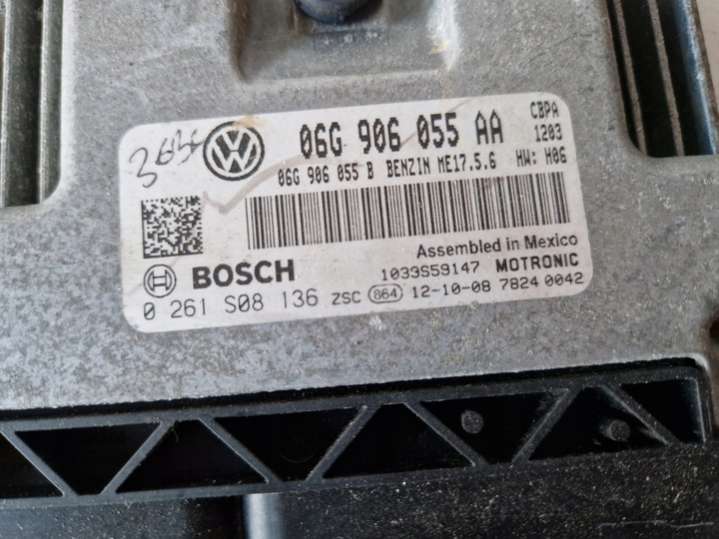 06G 906 055 AA
CBPA
1203
06G 906 055 B BENZIN ME17.5.6 HW: H06
Assembled in Mexico
BOSCH
1033S59147 MOTRONIC
0 261 S08 136 ZSC 864 12-10-08 7824 0042